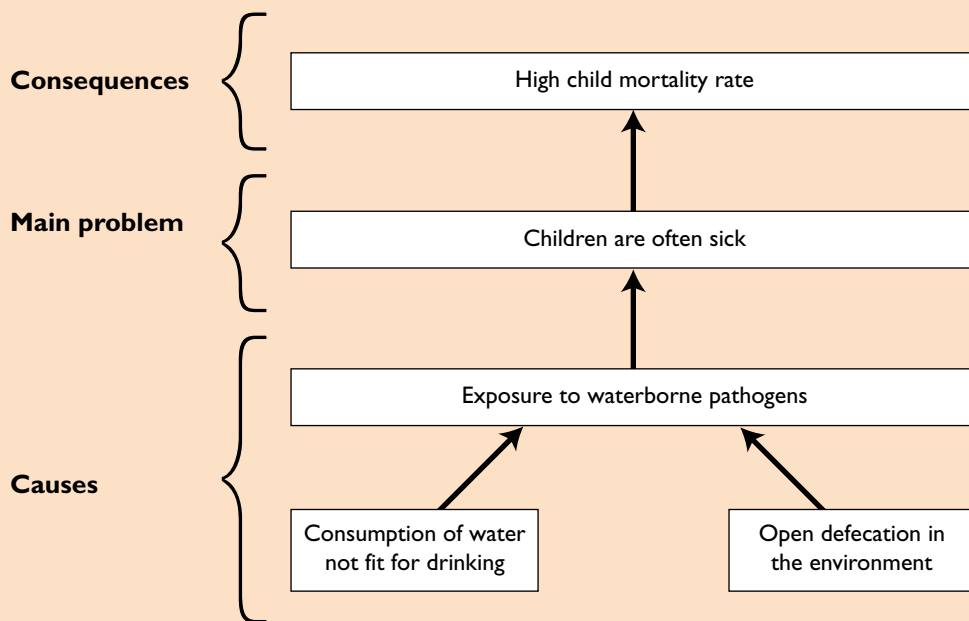 Consequences
High child mortality rate
Main problem
Children are often sick
Exposure to waterborne pathogens
Causes
Consumption of water
not fit for drinking
Open defecation in
the environment